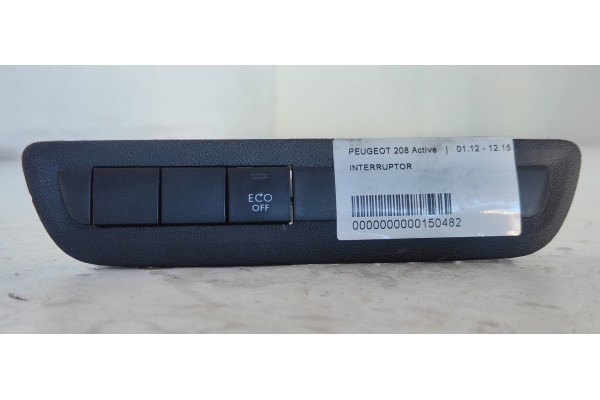 PEUGEOT 208 Active | 01.12 - 12.15
INTERRUPTOR
ECO
OFF
0000000000150482